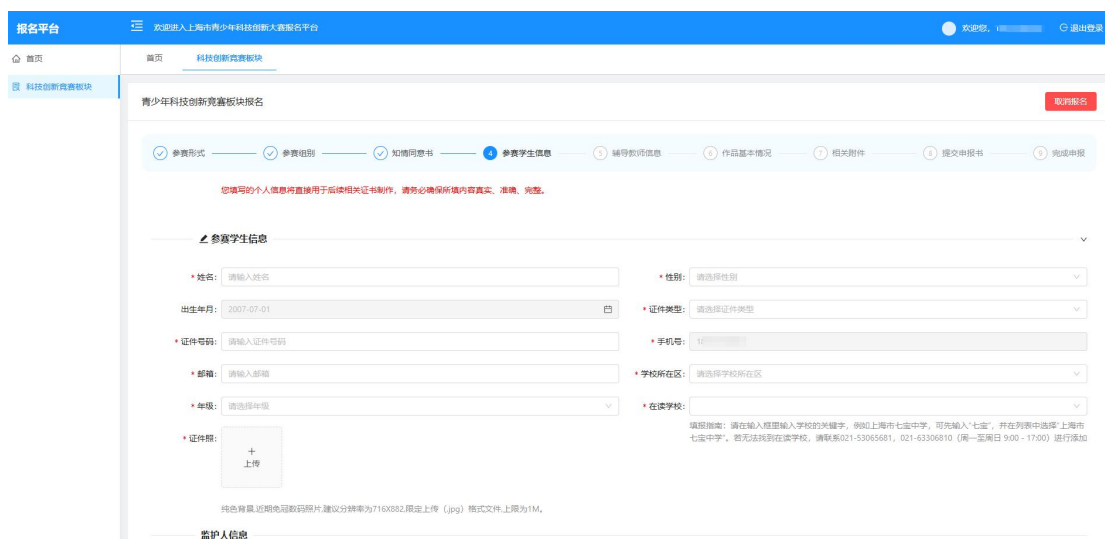 报名平台
欢迎进入上海市青少年科技创新大赛报名平台
欢迎您,
退出登录
首页
科技创新竞赛板块
首页
科技创新竞赛板块
青少年科技创新竞赛板块报名
取消报名
参赛形式
参赛组别
知情同意书
4 参赛学生信息
5 辅导教师信息
6 作品基本情况
7 相关附件
8 提交申报书
9 完成申报
您填写的个人信息将直接用于后续相关证书制作，请务必确保所填内容真实、准确、完整。
参赛学生信息
* 姓名： 请输入姓名
* 性别： 请选择性别
出生年月： 2007-07-01
* 证件类型： 请选择证件类型
* 证件号码： 请输入证件号码
* 手机号：
* 邮箱： 请输入邮箱
* 学校所在区： 请选择学校所在区
* 年级： 请选择年级
* 在读学校：
填报指南：请在输入框里输入学校的关键字，例如上海市七宝中学，可先输入"七宝"，并在列表中选择"上海市
七宝中学"。若无法找到在读学校，请联系021-53065681，021-63306810（周一至周日 9:00 - 17:00）进行添加
* 证件照：
+
上传
纯色背景,近期免冠数码照片,建议分辨率为716X882,限定上传（.jpg）格式文件,上限为1M。
监护人信息